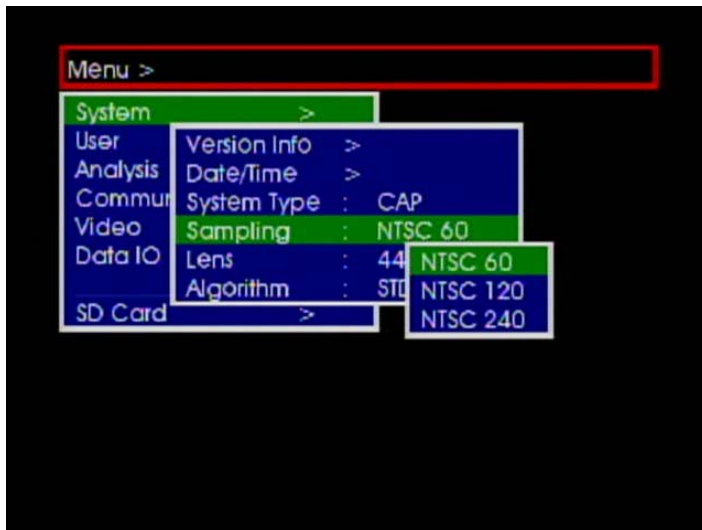 Menu >
System >
User
Analysis
Video
Data IO
SD Card >
Version Info >
Date/Time >
System Type : CAP
Sampling : NTSC 60
Lens : 44
Algorithm :
NTSC 60
NTSC 120
NTSC 240